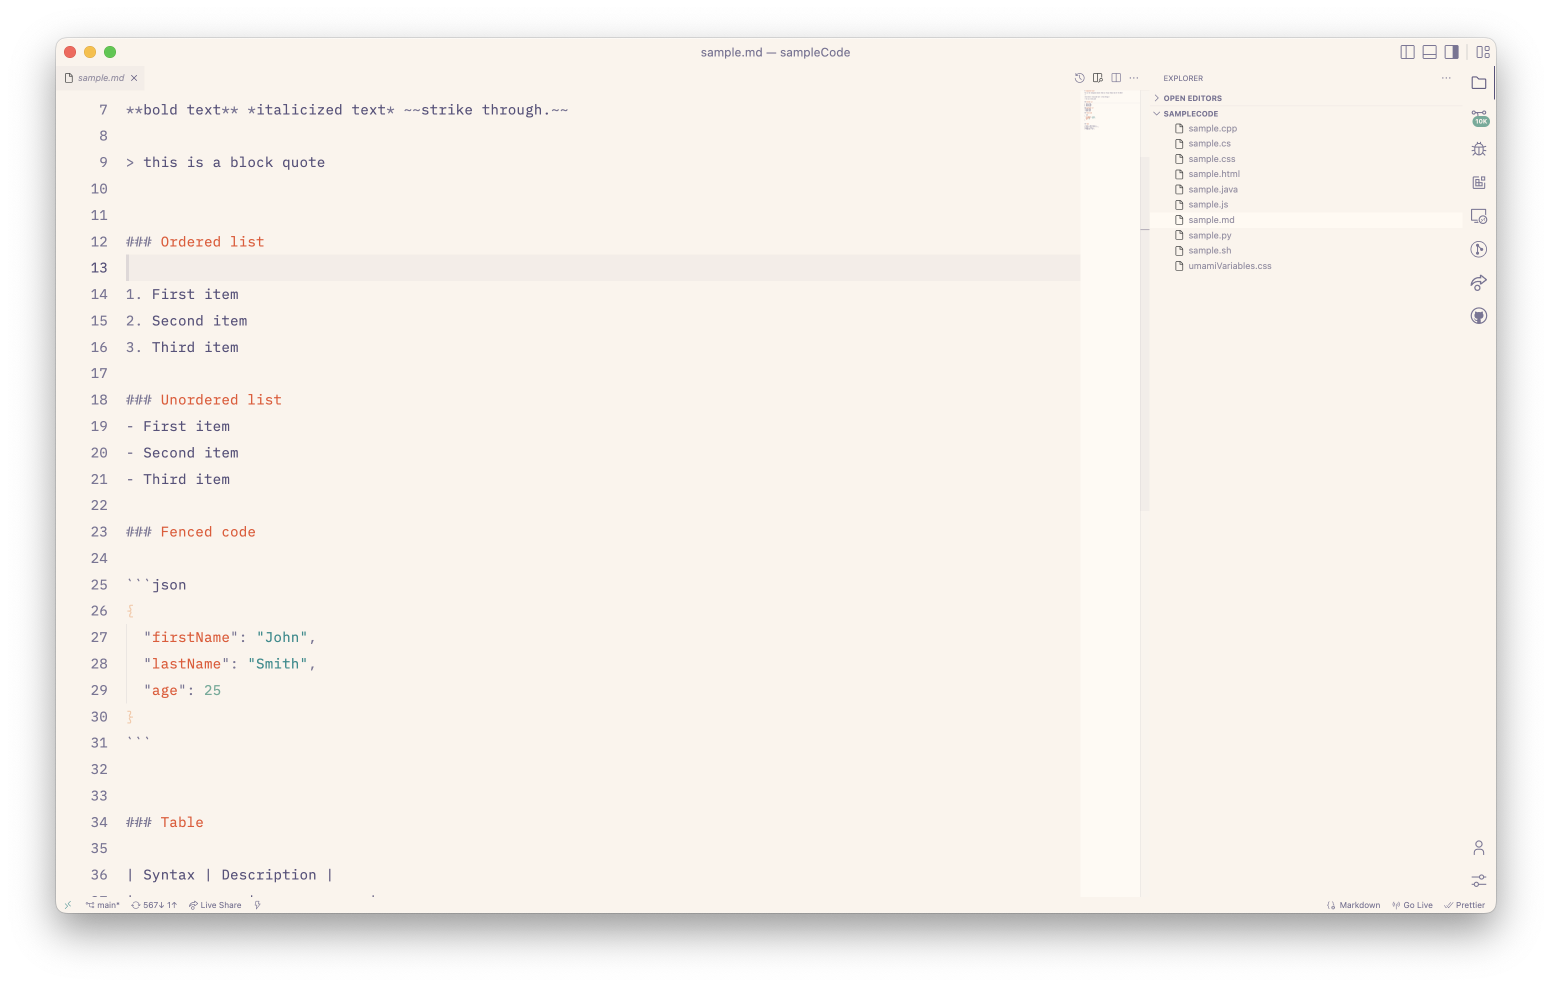 sample.md — sampleCode
sample.md
7 **bold text** *italicized text* ~~strike through.~~
8
9 > this is a block quote
10
11
12 ### Ordered list
13
14 1. First item
15 2. Second item
16 3. Third item
17
18 ### Unordered list
19 - First item
20 - Second item
21 - Third item
22
23 ### Fenced code
24
25 ```json
26 {
27   "firstName": "John",
28   "lastName": "Smith",
29   "age": 25
30 }
31 ```
32
33
34 ### Table
35
36 | Syntax | Description |
EXPLORER
OPEN EDITORS
SAMPLECODE
sample.cpp
sample.cs
sample.css
sample.html
sample.java
sample.js
sample.md
sample.py
sample.sh
umamiVariables.css
10K
main* 567↓ 1↑ Live Share
Markdown Go Live Prettier